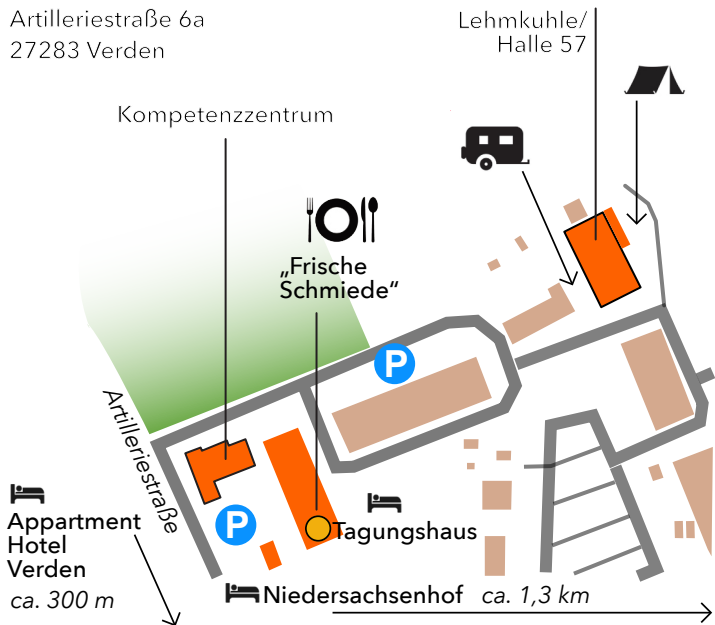 Artilleriestraße 6a
27283 Verden
Lehmkuhle/
Halle 57
Kompetenzzentrum
„Frische
Schmiede“
P
Artilleriestraße
P
Appartment
Hotel
Verden
ca. 300 m
Tagungshaus
Niedersachsenhof ca. 1,3 km